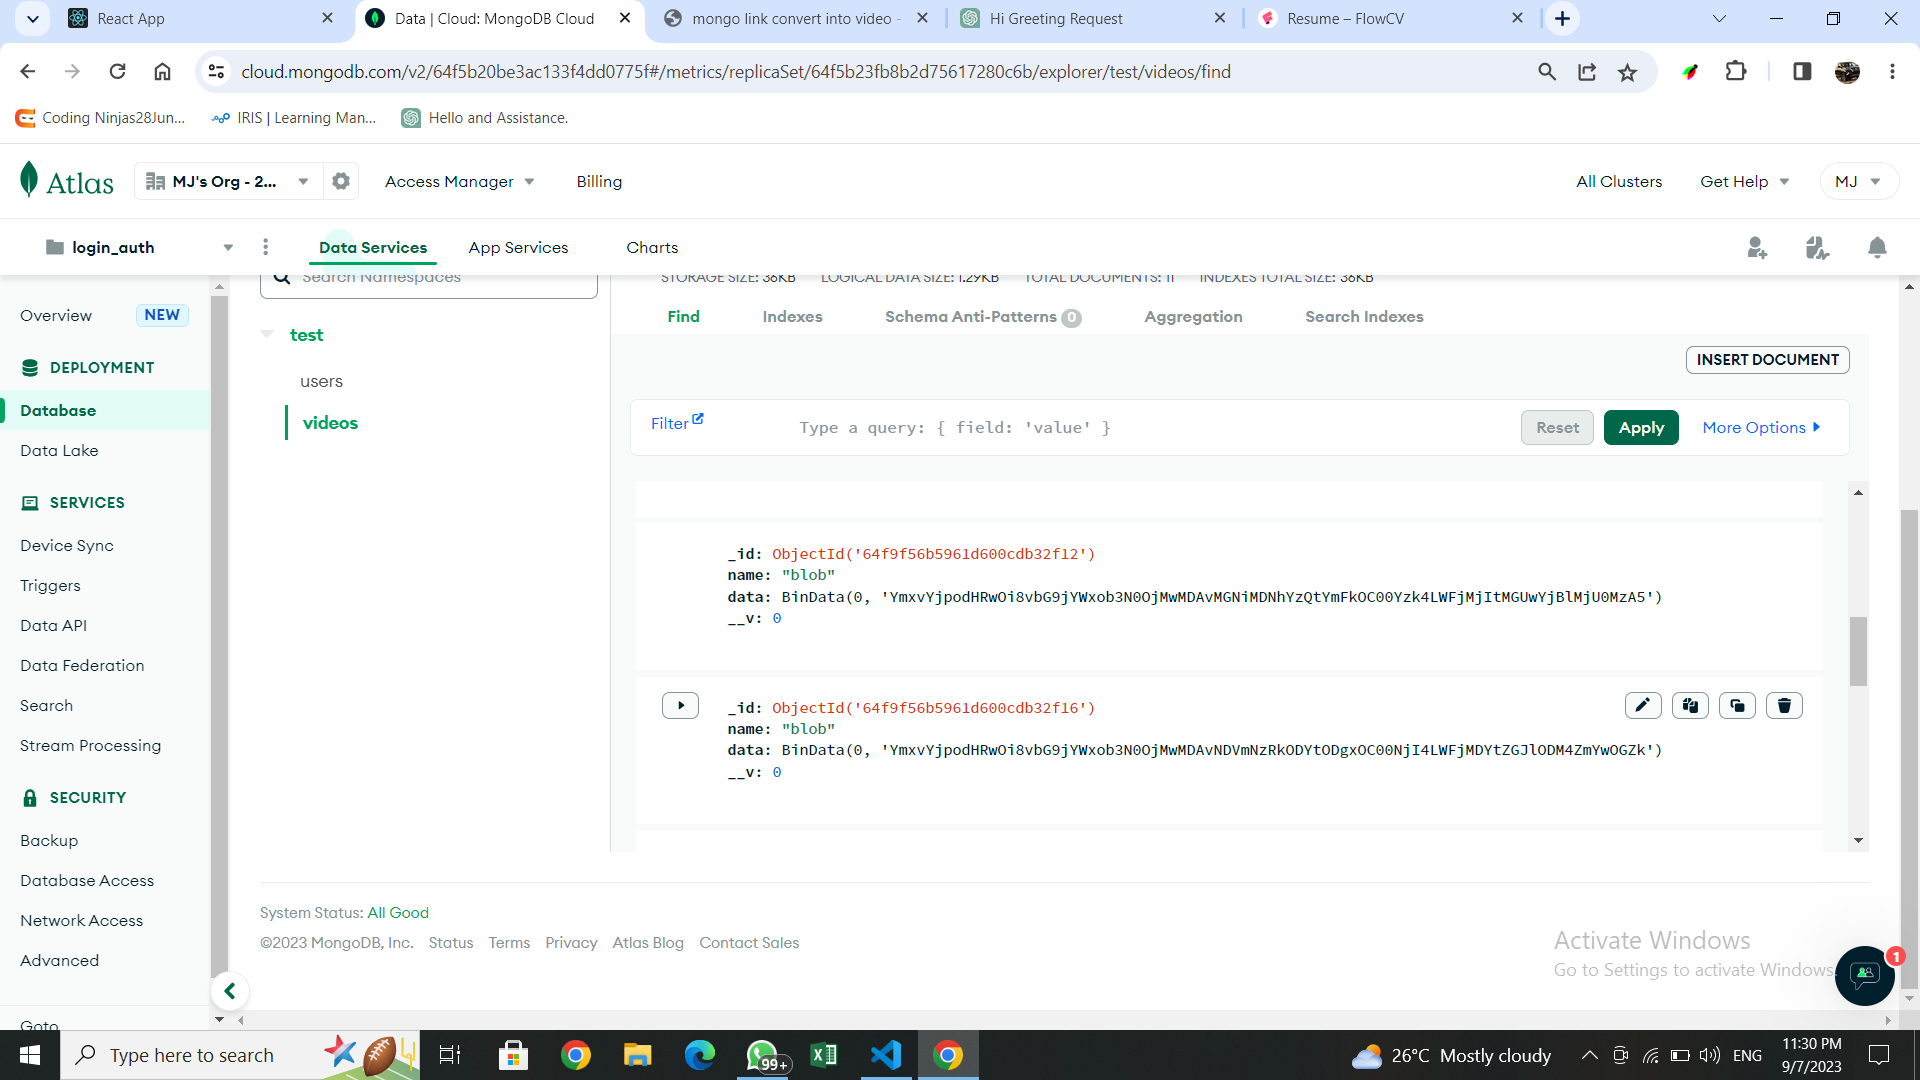 React App
Data | Cloud: MongoDB Cloud
mongo link convert into video -
Hi Greeting Request
Resume – FlowCV
cloud.mongodb.com/v2/64f5b20be3ac133f4dd0775f#/metrics/replicaSet/64f5b23fb8b2d75617280c6b/explorer/test/videos/find
Coding Ninjas28Jun...
IRIS | Learning Man...
Hello and Assistance.
Atlas
MJ's Org - 2...
Access Manager
Billing
All Clusters
Get Help
MJ
login_auth
Data Services
App Services
Charts
Search Namespaces
STORAGE SIZE: 36KB LOGICAL DATA SIZE: 1.29KB TOTAL DOCUMENTS: 11 INDEXES TOTAL SIZE: 36KB
Overview NEW
DEPLOYMENT
Database
Data Lake
SERVICES
Device Sync
Triggers
Data API
Data Federation
Search
Stream Processing
SECURITY
Backup
Database Access
Network Access
Advanced
Goto
test
users
videos
Find Indexes Schema Anti-Patterns 0 Aggregation Search Indexes
INSERT DOCUMENT
Filter Type a query: { field: 'value' } Reset Apply More Options
_id: ObjectId('64f9f56b5961d600cdb32f12')
name: "blob"
data: BinData(0, 'YmxvYjpodHRwOi8vbG9jYWxob3N0OjMwMDAvMGNiMDNhYzQtYmFkOC00Yzk4LWFjMjItMGUwYjBlMjU0MzA5')
__v: 0
_id: ObjectId('64f9f56b5961d600cdb32f16')
name: "blob"
data: BinData(0, 'YmxvYjpodHRwOi8vbG9jYWxob3N0OjMwMDAvNDVmNzRkODYtODgxOC00NjI4LWFjMDYtZGJlODM4ZmYwOGZk')
__v: 0
System Status: All Good
©2023 MongoDB, Inc. Status Terms Privacy Atlas Blog Contact Sales
Activate Windows
Go to Settings to activate Windows.
1
Type here to search
99+
26°C Mostly cloudy
ENG
11:30 PM
9/7/2023